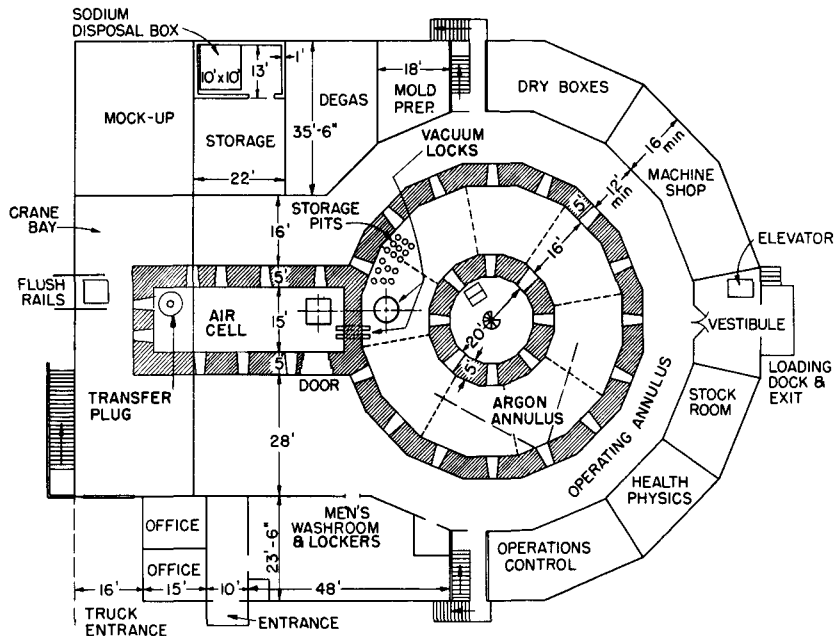 SODIUM
DISPOSAL BOX
10' x 10'
13'
1'
MOCK-UP
STORAGE
22'
35'-6"
DEGAS
18'
MOLD
PREP.
VACUUM
LOCKS
DRY BOXES
16'
min
12'
min
MACHINE
SHOP
STORAGE
PITS
5'
16'
CRANE
BAY
16'
ELEVATOR
FLUSH
RAILS
5'
AIR
CELL
15'
5'
DOOR
20'
5'
VESTIBULE
LOADING
DOCK &
EXIT
TRANSFER
PLUG
ARGON
ANNULUS
OPERATING ANNULUS
STOCK
ROOM
28'
HEALTH
PHYSICS
OFFICE
OFFICE
23'-6"
MEN'S
WASHROOM
& LOCKERS
OPERATIONS
CONTROL
16'
15'
10'
48'
TRUCK
ENTRANCE
ENTRANCE